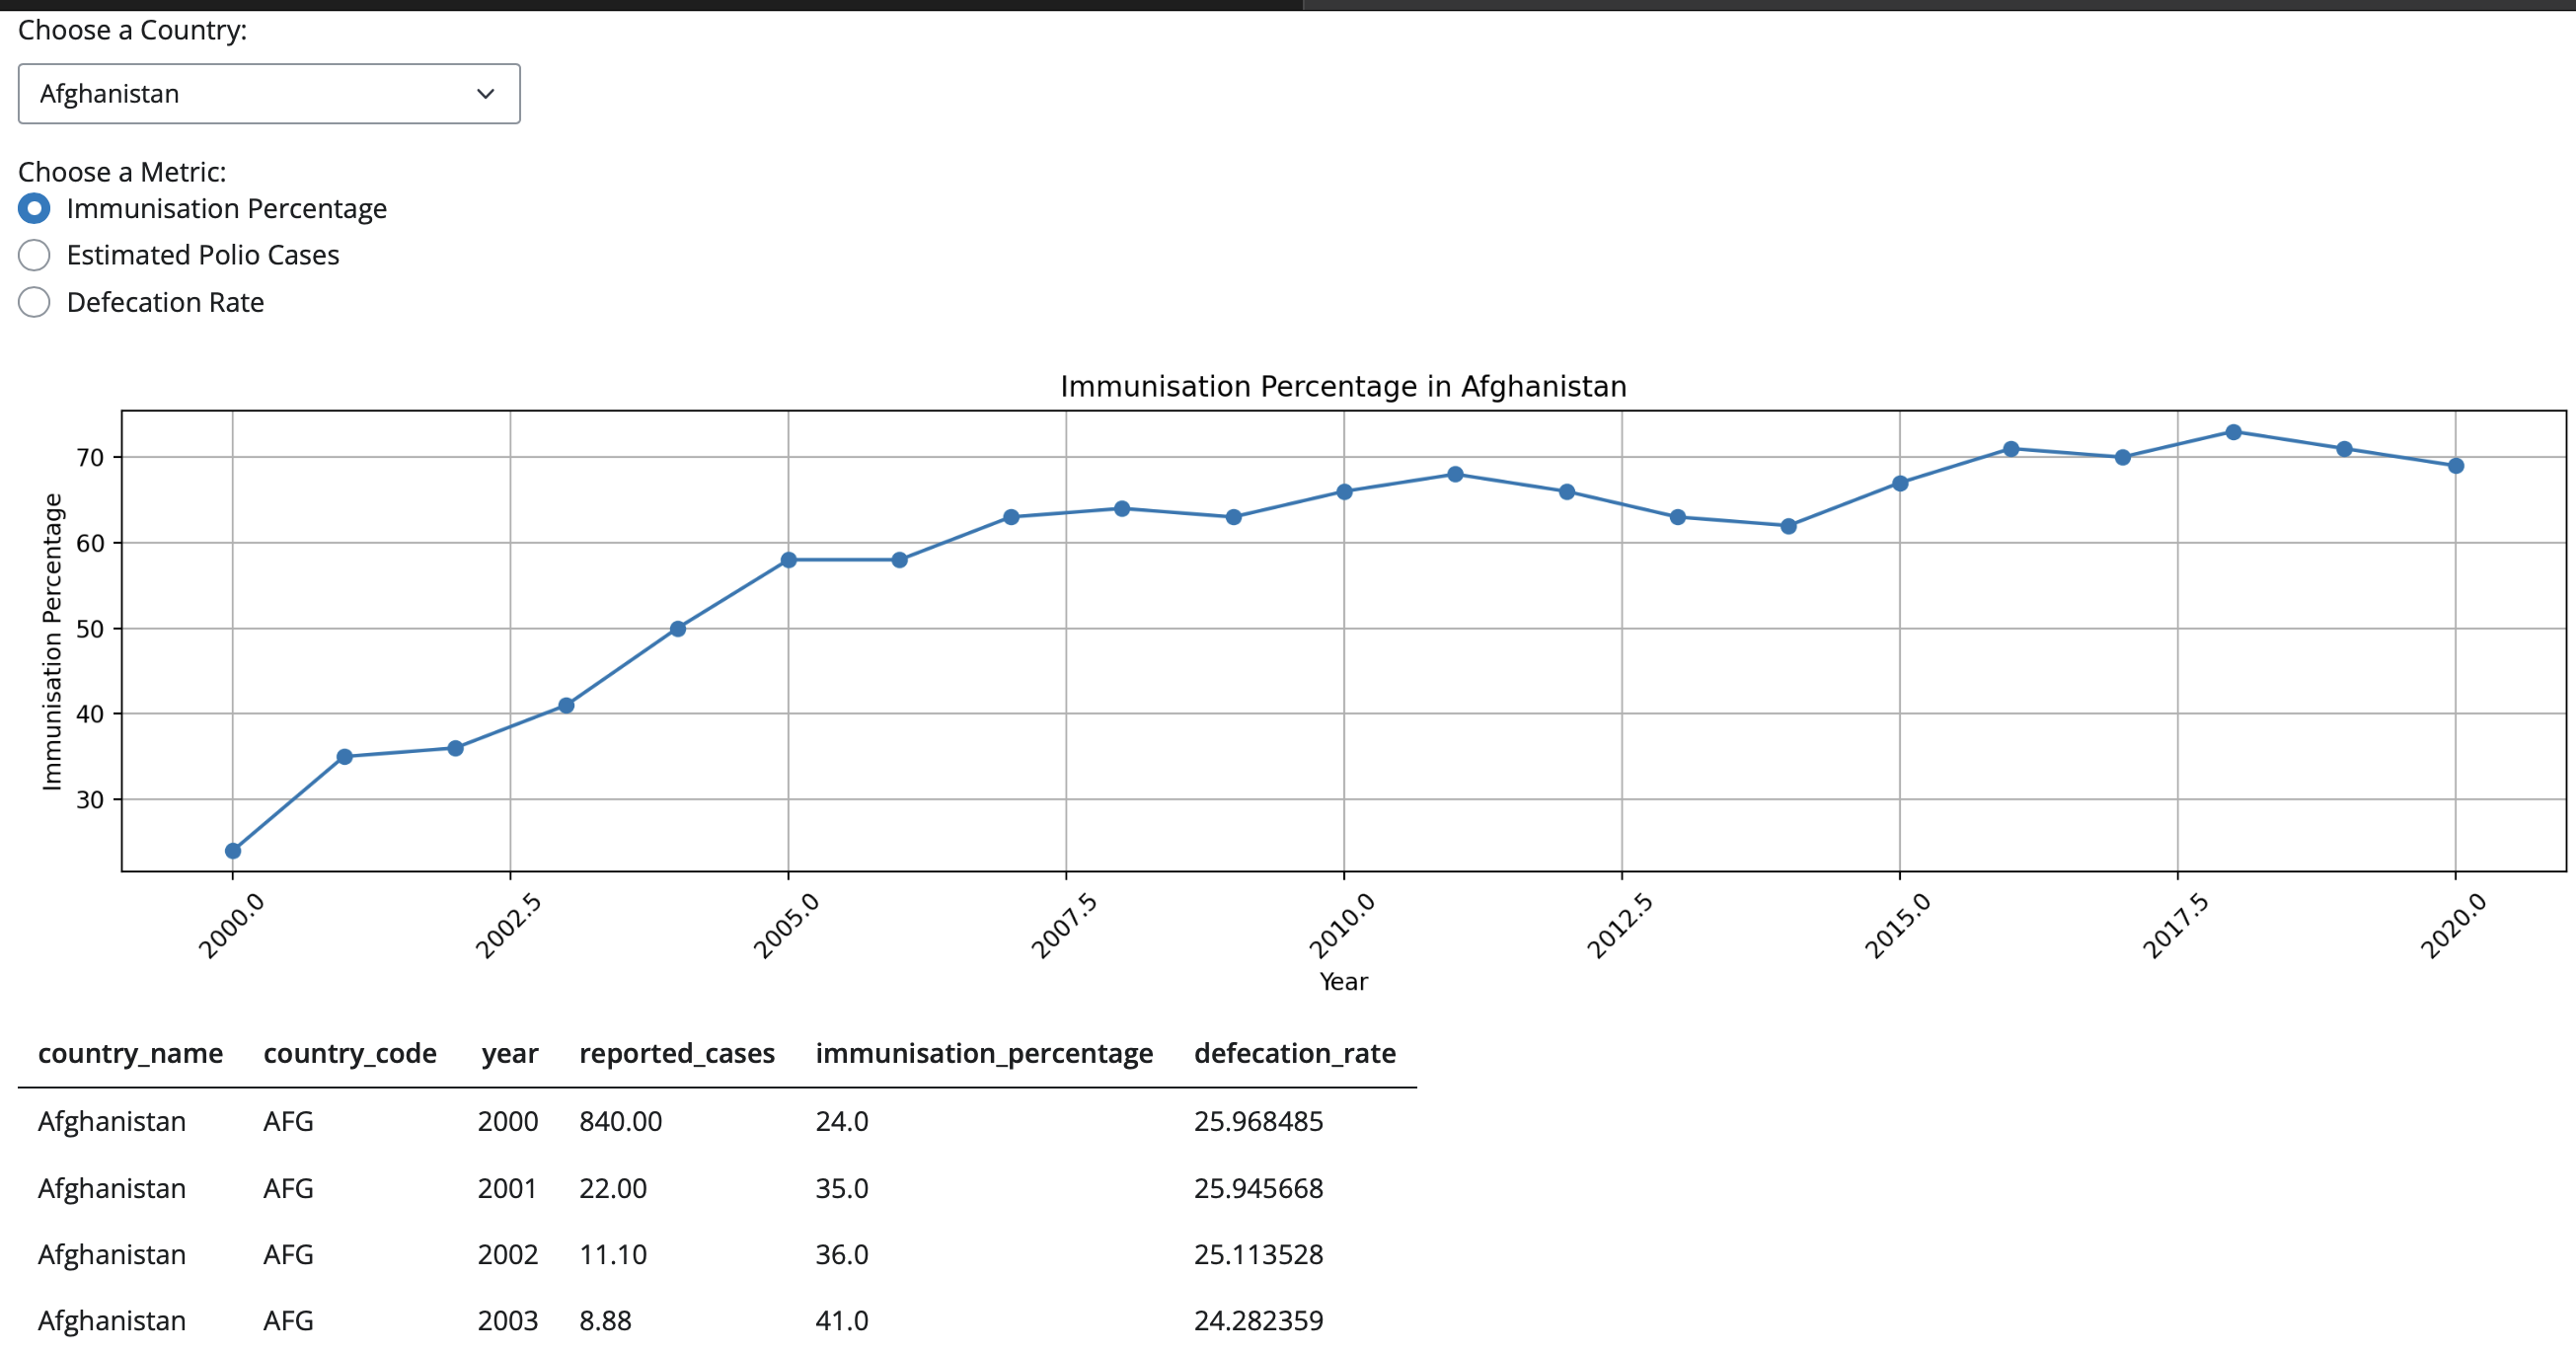 Choose a Country:
Afghanistan
Choose a Metric:
Immunisation Percentage
Estimated Polio Cases
Defecation Rate
Immunisation Percentage in Afghanistan
Immunisation Percentage
70
60
50
40
30
2000.0 2002.5 2005.0 2007.5 2010.0 2012.5 2015.0 2017.5 2020.0
Year
country_name country_code year reported_cases immunisation_percentage defecation_rate
Afghanistan AFG 2000 840.00 24.0 25.968485
Afghanistan AFG 2001 22.00 35.0 25.945668
Afghanistan AFG 2002 11.10 36.0 25.113528
Afghanistan AFG 2003 8.88 41.0 24.282359